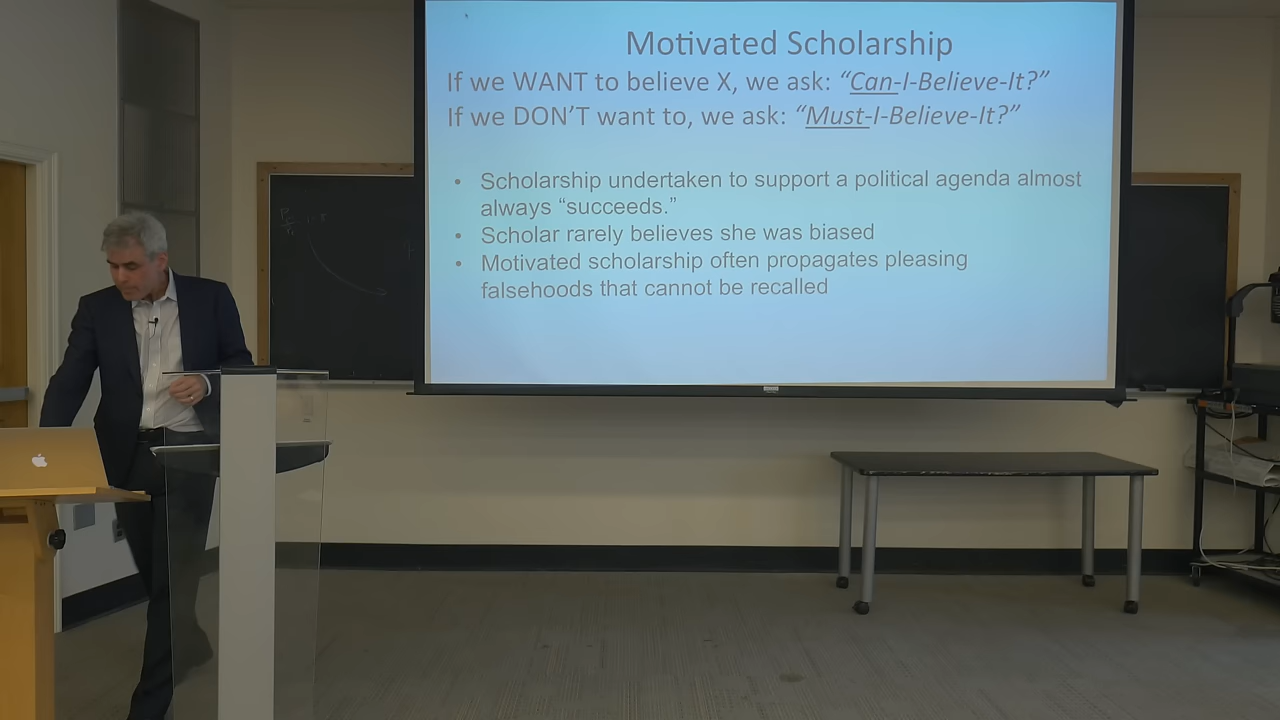 Motivated Scholarship
If we WANT to believe X, we ask: “Can-I-Believe-It?”
If we DON’T want to, we ask: “Must-I-Believe-It?”
• Scholarship undertaken to support a political agenda almost
always “succeeds.”
• Scholar rarely believes she was biased
• Motivated scholarship often propagates pleasing
falsehoods that cannot be recalled